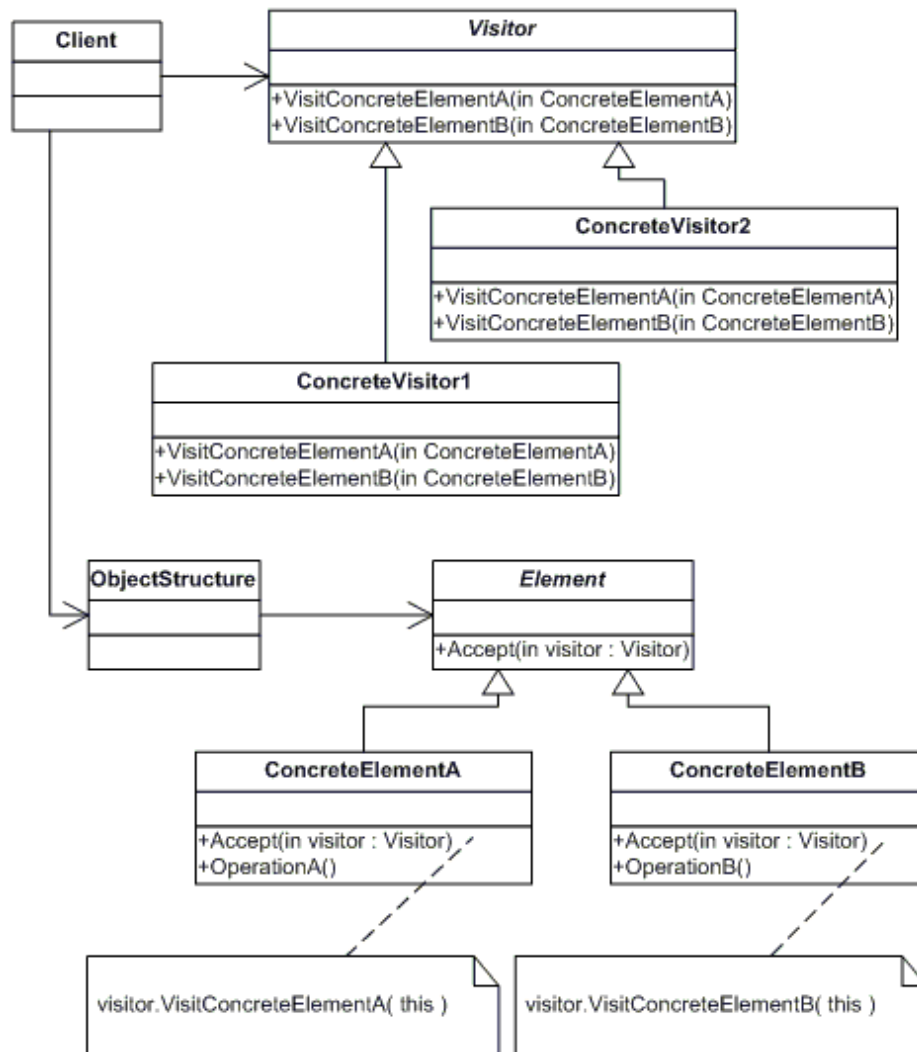 Client
Visitor
+VisitConcreteElementA(in ConcreteElementA)
+VisitConcreteElementB(in ConcreteElementB)
ConcreteVisitor2
+VisitConcreteElementA(in ConcreteElementA)
+VisitConcreteElementB(in ConcreteElementB)
ConcreteVisitor1
+VisitConcreteElementA(in ConcreteElementA)
+VisitConcreteElementB(in ConcreteElementB)
ObjectStructure
Element
+Accept(in visitor : Visitor)
ConcreteElementA
+Accept(in visitor : Visitor)
+OperationA()
ConcreteElementB
+Accept(in visitor : Visitor)
+OperationB()
visitor.VisitConcreteElementA( this )
visitor.VisitConcreteElementB( this )